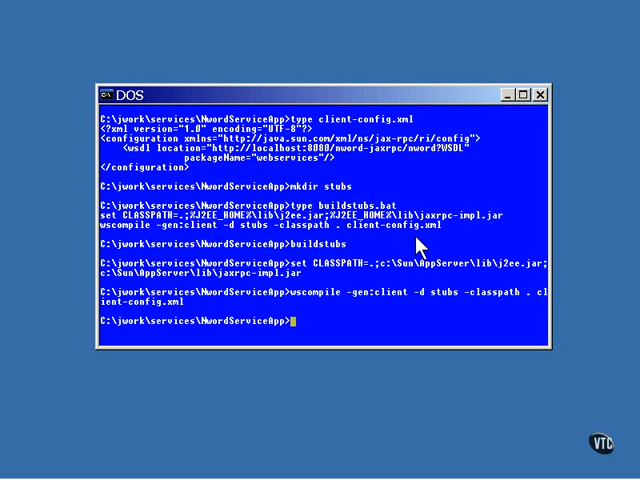 DOS
C:\jwork\services\NwordServiceApp>type client-config.xml
<?xml version="1.0" encoding="UTF-8"?>
<configuration xmlns="http://java.sun.com/xml/ns/jax-rpc/ri/config">
<wsdl location="http://localhost:8080/nword-jaxrpc/nword?WSDL"
packageName="webservices"/>
</configuration>
C:\jwork\services\NwordServiceApp>mkdir stubs
C:\jwork\services\NwordServiceApp>type buildstubs.bat
set CLASSPATH=.;%J2EE_HOME%\lib\j2ee.jar;%J2EE_HOME%\lib\jaxrpc-impl.jar
wscompile -gen:client -d stubs -classpath . client-config.xml
C:\jwork\services\NwordServiceApp>buildstubs
C:\jwork\services\NwordServiceApp>set CLASSPATH=.;c:\Sun\AppServer\lib\j2ee.jar;
c:\Sun\AppServer\lib\jaxrpc-impl.jar
C:\jwork\services\NwordServiceApp>wscompile -gen:client -d stubs -classpath . cl
ient-config.xml
C:\jwork\services\NwordServiceApp>
VTC